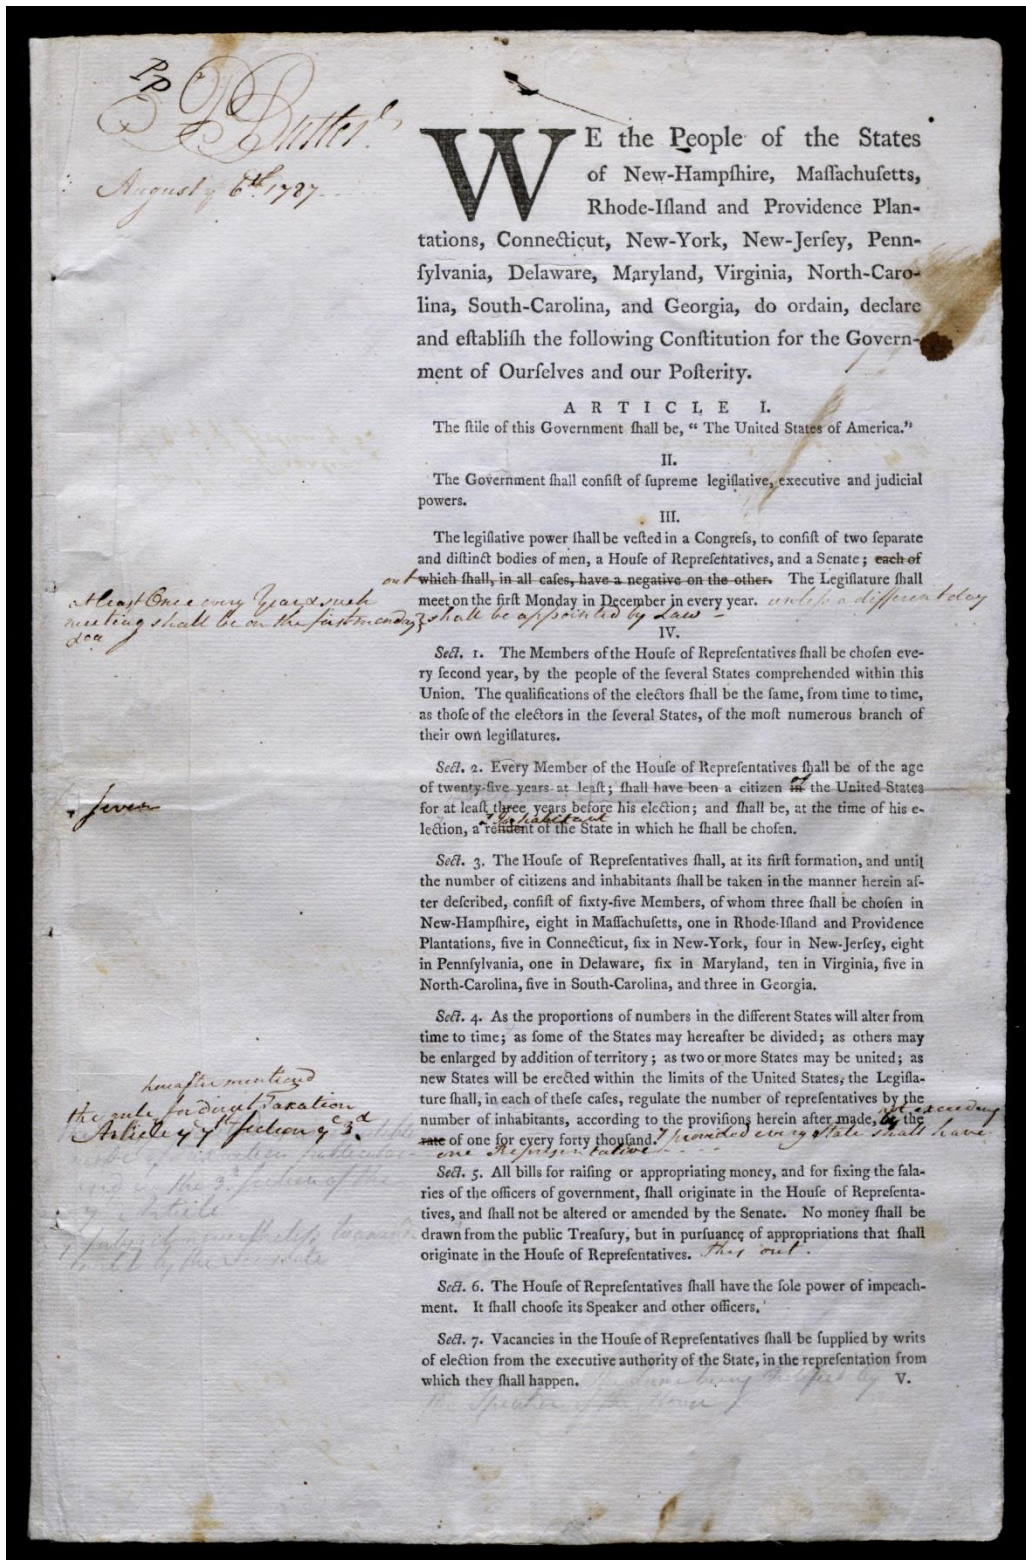 PP
P Butler
August y 6th. 1787
WE the People of the States
of New-Hampſhire, Maſſachuſetts,
Rhode-Iſland and Providence Plan-
tations, Connecticut, New-York, New-Jerſey, Penn-
ſylvania, Delaware, Maryland, Virginia, North-Caro-
lina, South-Carolina, and Georgia, do ordain, declare
and eſtabliſh the following Conſtitution for the Govern-
ment of Ourſelves and our Poſterity.
ARTICLE I.
The ſtile of this Government ſhall be, “ The United States of America.”
II.
The Government ſhall conſiſt of ſupreme legiſlative, executive and judicial
powers.
III.
The legiſlative power ſhall be veſted in a Congreſs, to conſiſt of two ſeparate
and diſtinct bodies of men, a Houſe of Repreſentatives, and a Senate ; each of
out which ſhall, in all caſes, have a negative on the other. The Legiſlature ſhall
meet on the firſt Monday in December in every year. unleſs a different day
ſhall be appointed by Law –
at least Once every Year & such
meeting shall be on the first monday
IV.
Sect. 1. The Members of the Houſe of Repreſentatives ſhall be choſen eve-
ry ſecond year, by the people of the ſeveral States comprehended within this
Union. The qualifications of the electors ſhall be the ſame, from time to time,
as thoſe of the electors in the ſeveral States, of the moſt numerous branch of
their own legiſlatures.
Sect. 2. Every Member of the Houſe of Repreſentatives ſhall be of the age
of twenty-five years at leaſt ; ſhall have been a citizen in of the United States
seven
for at leaſt three years before his election ; and ſhall be, at the time of his e-
Inhabitant
lection, a reſident of the State in which he ſhall be choſen.
Sect. 3. The Houſe of Repreſentatives ſhall, at its firſt formation, and until
the number of citizens and inhabitants ſhall be taken in the manner herein af-
ter deſcribed, conſiſt of ſixty-five Members, of whom three ſhall be choſen in
New-Hampſhire, eight in Maſſachuſetts, one in Rhode-Iſland and Providence
Plantations, five in Connecticut, ſix in New-York, four in New-Jerſey, eight
in Pennſylvania, one in Delaware, ſix in Maryland, ten in Virginia, five in
North-Carolina, five in South-Carolina, and three in Georgia.
Sect. 4. As the proportions of numbers in the different States will alter from
time to time ; as ſome of the States may hereafter be divided ; as others may
be enlarged by addition of territory ; as two or more States may be united ; as
new States will be erected within the limits of the United States, the Legiſla-
ture ſhall, in each of theſe caſes, regulate the number of repreſentatives by the
number of inhabitants, according to the proviſions herein after made, by the not exceeding
rate of one for every forty thouſand. provided every State shall have
one Representative
hereafter mentioned
the rule for direct Taxation
Article y 7th section y 3d
Sect. 5. All bills for raiſing or appropriating money, and for fixing the ſala-
ries of the officers of government, ſhall originate in the Houſe of Repreſenta-
tives, and ſhall not be altered or amended by the Senate. No money ſhall be
drawn from the public Treaſury, but in purſuance of appropriations that ſhall
originate in the Houſe of Repreſentatives. this out.
Sect. 6. The Houſe of Repreſentatives ſhall have the ſole power of impeach-
ment. It ſhall chooſe its Speaker and other officers.
Sect. 7. Vacancies in the Houſe of Repreſentatives ſhall be ſupplied by writs
of election from the executive authority of the State, in the repreſentation from
which they ſhall happen.
V.
the Speaker of the House